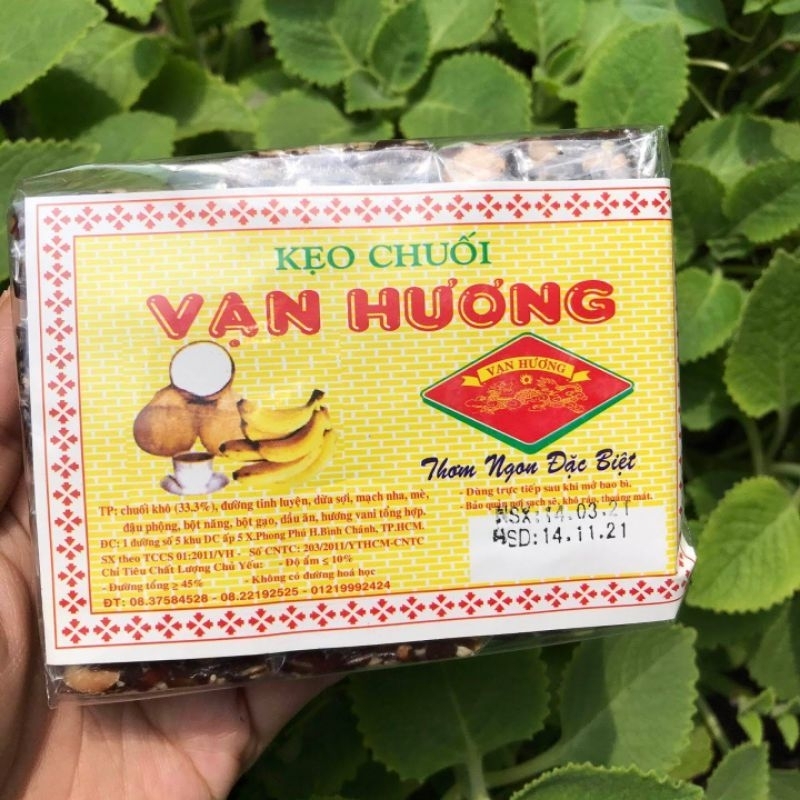 KẸO CHUỐI
VẠN HƯƠNG
VẠN HƯƠNG
Thơm Ngon Đặc Biệt
TP: chuối khô (33.3%), đường tinh luyện, dừa sợi, mạch nha, mè,
đậu phộng, bột năng, bột gạo, dầu ăn, hương vani tổng hợp.
ĐC: 1 đường số 5 khu DC ấp 5 X.Phong Phú H.Bình Chánh, TP.HCM.
SX theo TCCS 01:2011/VH - Số CNTC: 203/2011/YTHCM-CNTC
Chỉ Tiêu Chất Lượng Chủ Yếu: - Độ ẩm ≤ 10%
- Đường tổng ≥ 45% - Không có đường hoá học
ĐT: 08.37584528 - 08.22192525 - 01219992424
- Dùng trực tiếp sau khi mở bao bì.
- Bảo quản nơi sạch sẽ, khô ráo, thoáng mát.
NSX:14.03.21
HSD:14.11.21